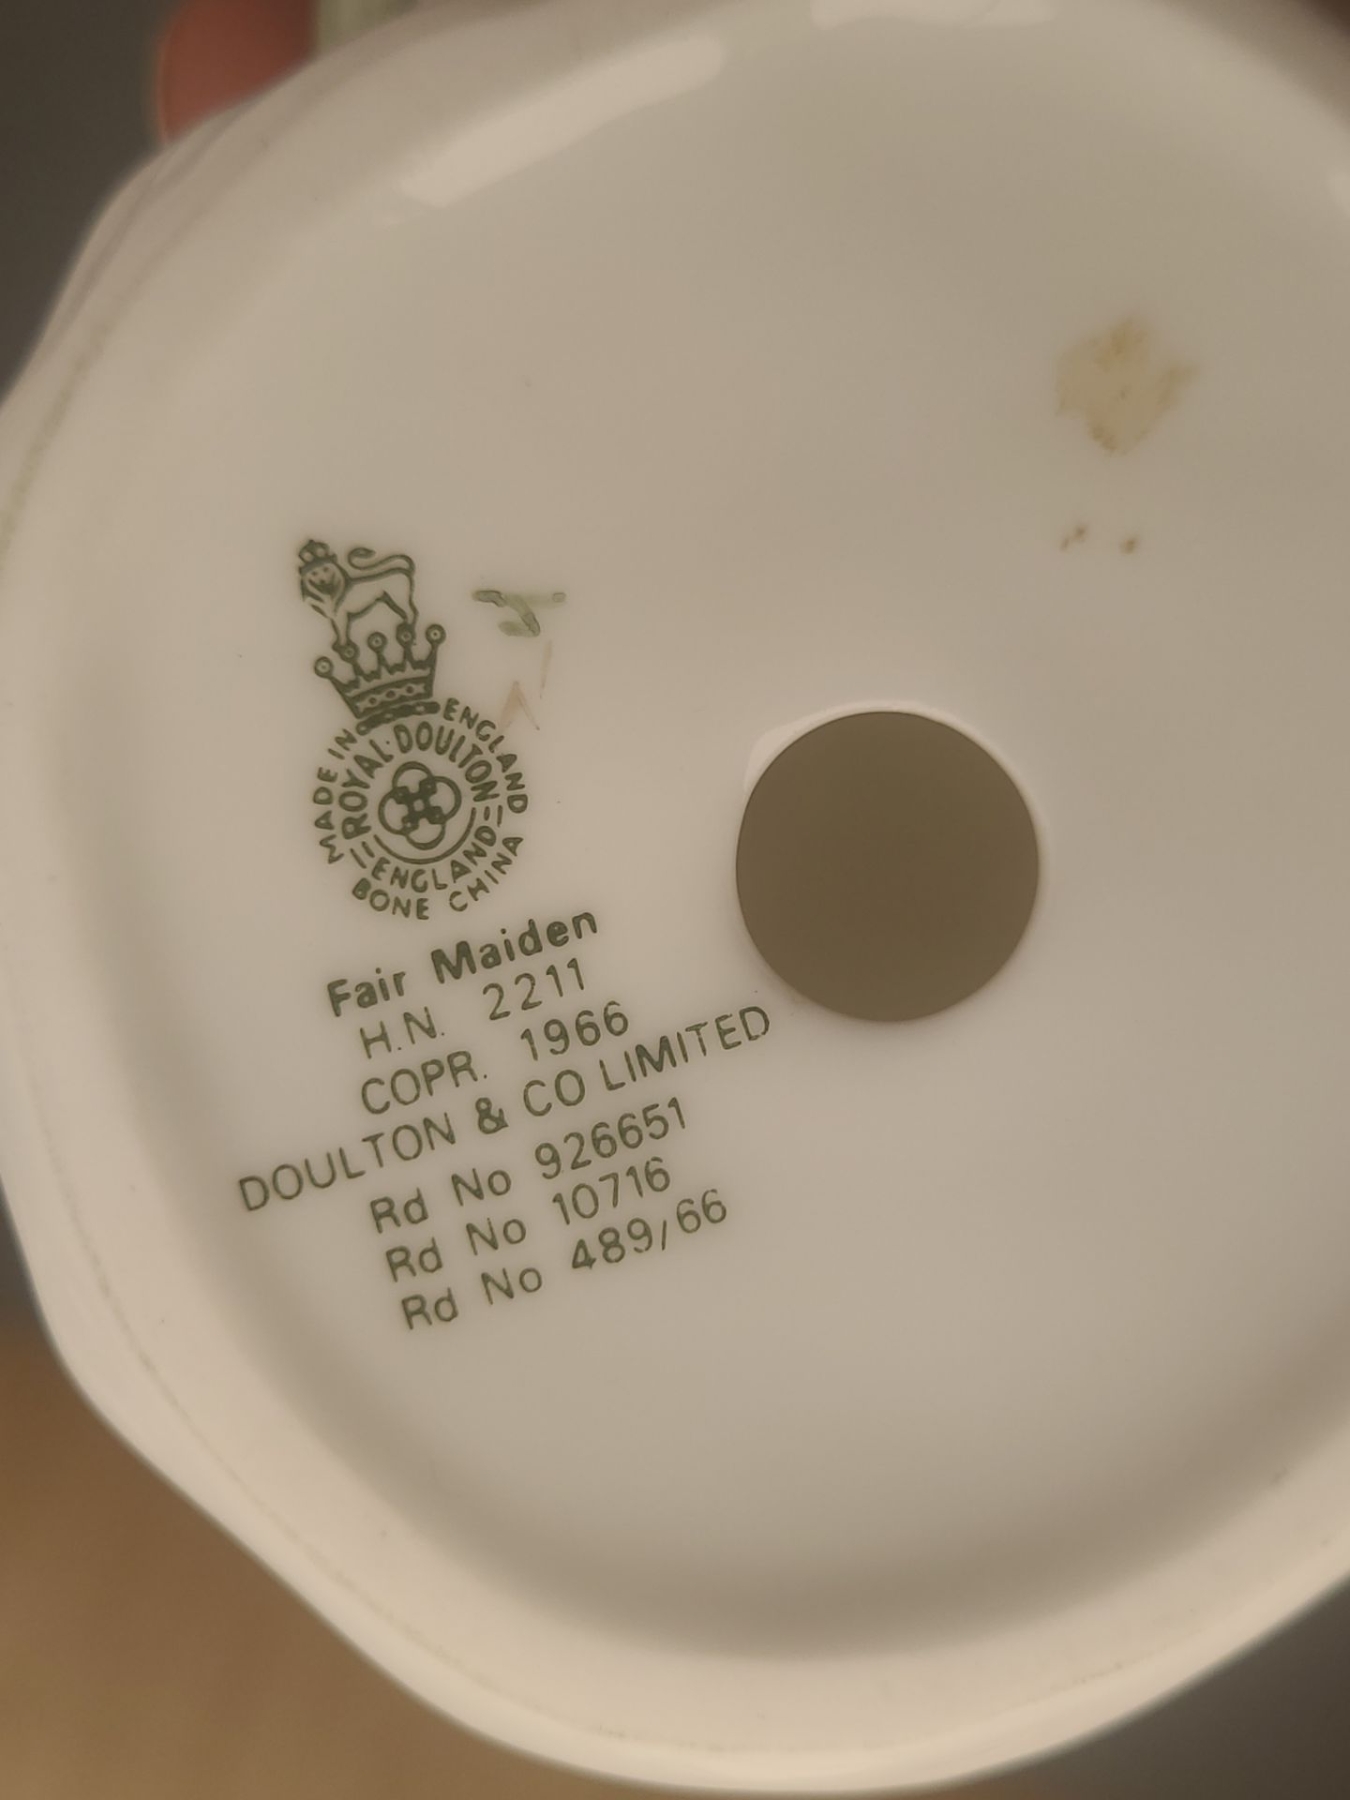 MADE IN ENGLAND
ROYAL·DOULTON
ENGLAND
BONE CHINA
Fair Maiden
H.N. 2211
COPR. 1966
DOULTON & CO LIMITED
Rd No 926651
Rd No 10716
Rd No 489/66